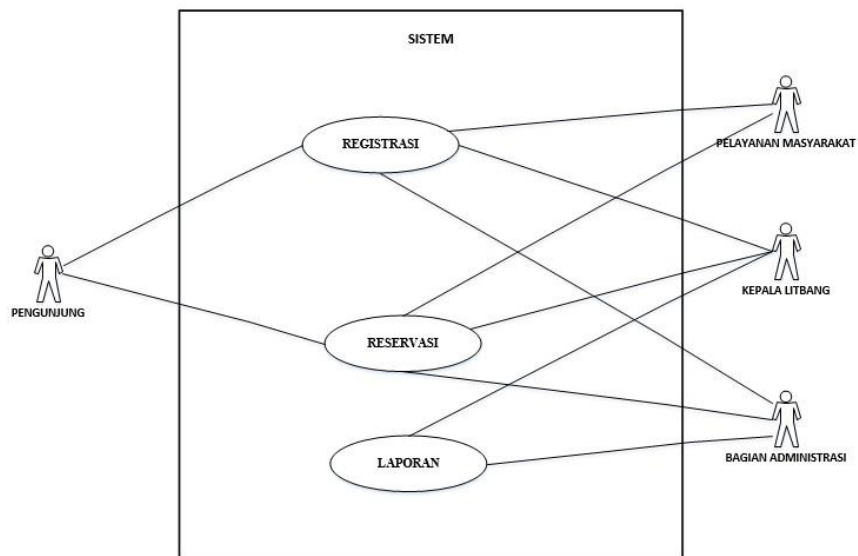 SISTEM
REGISTRASI
PELAYANAN MASYARAKAT
PENGUNJUNG
KEPALA LITBANG
RESERVASI
BAGIAN ADMINISTRASI
LAPORAN